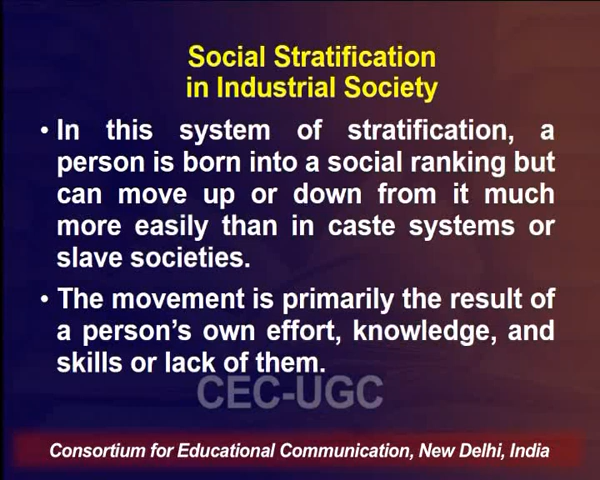 Social Stratification
in Industrial Society
• In this system of stratification, a
person is born into a social ranking but
can move up or down from it much
more easily than in caste systems or
slave societies.
• The movement is primarily the result of
a person's own effort, knowledge, and
skills or lack of them.
CEC-UGC
Consortium for Educational Communication, New Delhi, India